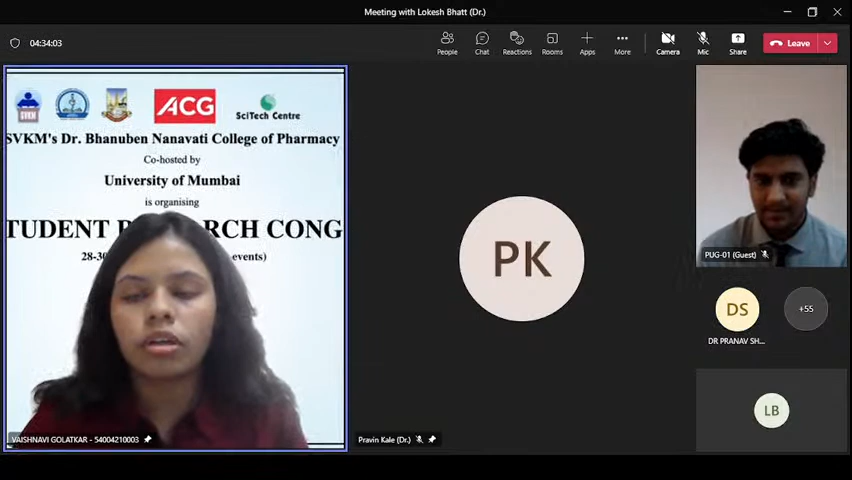 Meeting with Lokesh Bhatt (Dr.)
04:34:03
People
Chat
Reactions
Rooms
Apps
More
Camera
Mic
Share
Leave
SVKM
ACG
SciTech Centre
SVKM's Dr. Bhanuben Nanavati College of Pharmacy
Co-hosted by
University of Mumbai
is organising
TUDENT R RCH CONG
28-30 events)
VAISHNAVI GOLATKAR - 54004210003
PK
Pravin Kale (Dr.)
PUG-01 (Guest)
DS
+55
DR PRANAV SH...
LB